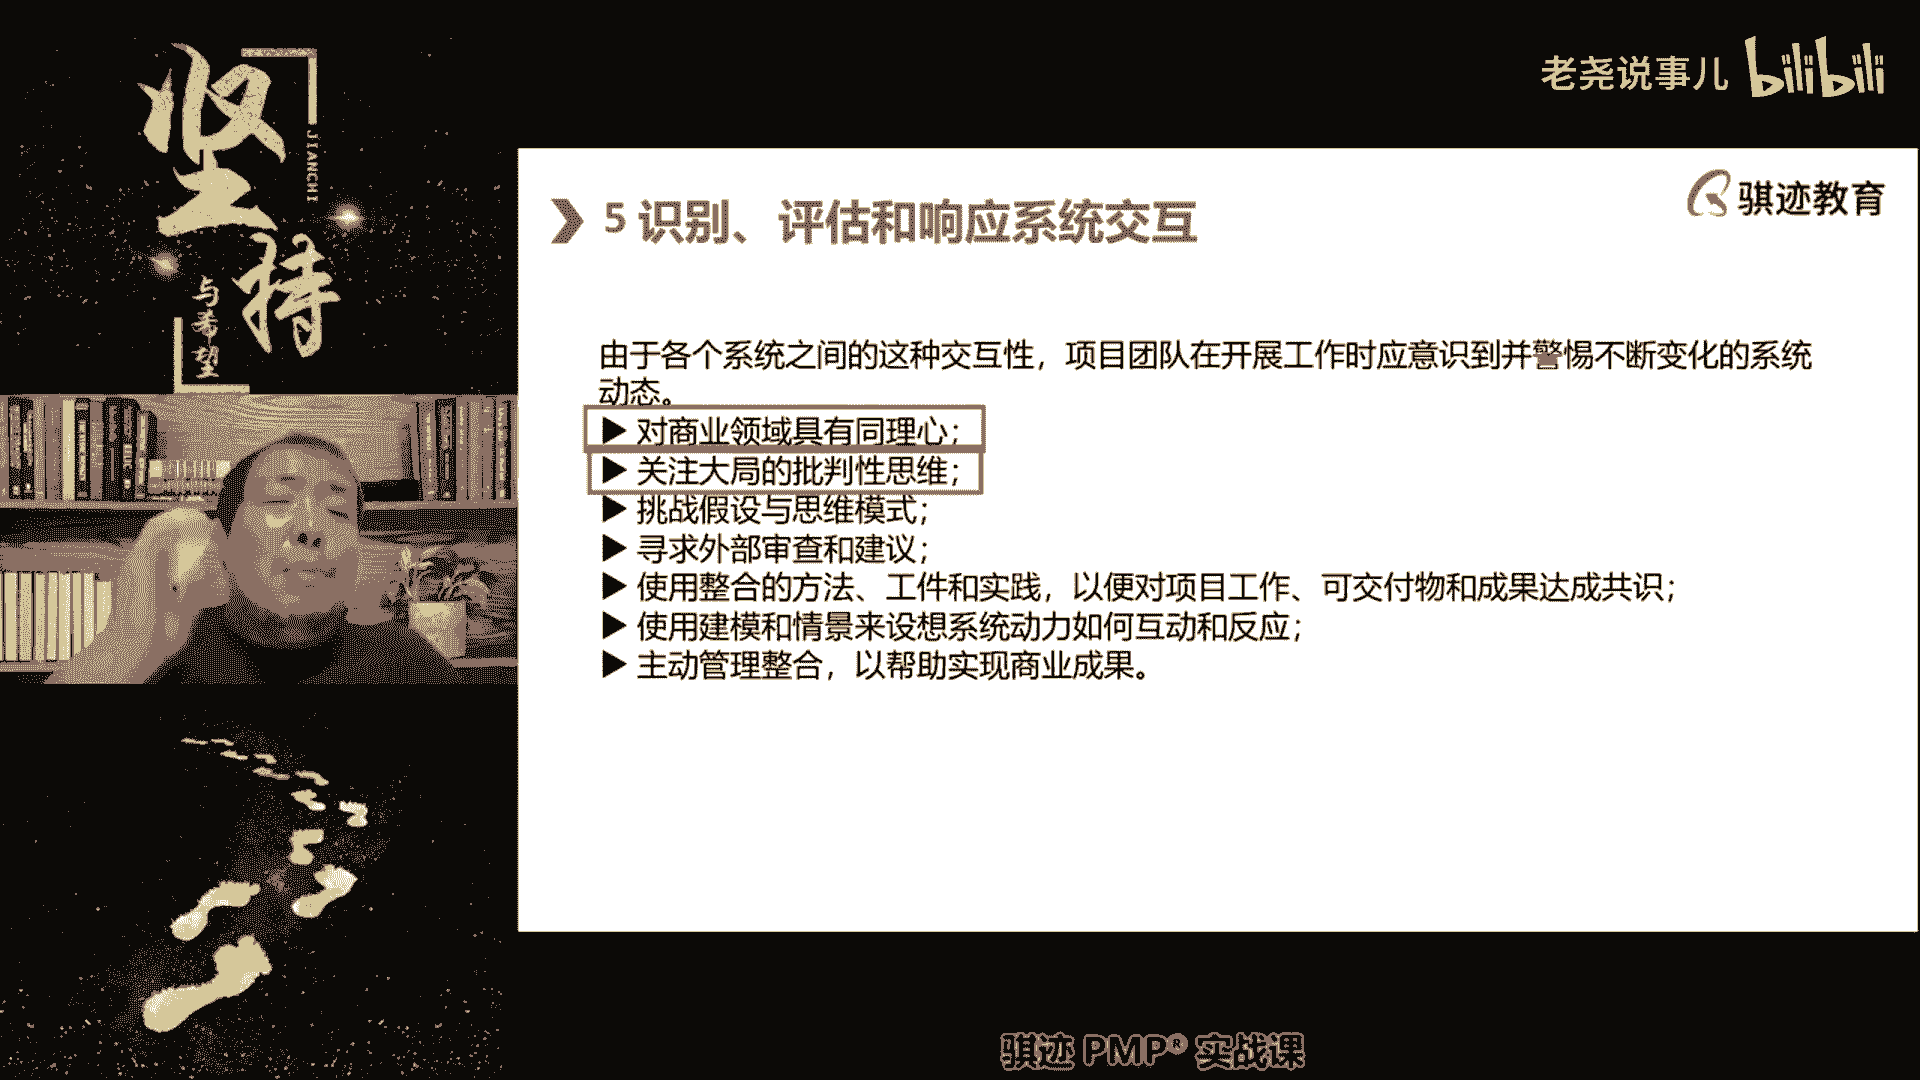 坚持
JIANCHI
与希望
老尧说事儿 bilibili
骐迹教育
5 识别、评估和响应系统交互
由于各个系统之间的这种交互性，项目团队在开展工作时应意识到并警惕不断变化的系统
动态。
▶ 对商业领域具有同理心；
▶ 关注大局的批判性思维；
▶ 挑战假设与思维模式；
▶ 寻求外部审查和建议；
▶ 使用整合的方法、工件和实践，以便对项目工作、可交付物和成果达成共识；
▶ 使用建模和情景来设想系统动力如何互动和反应；
▶ 主动管理整合，以帮助实现商业成果。
骐迹 PMP® 实战课